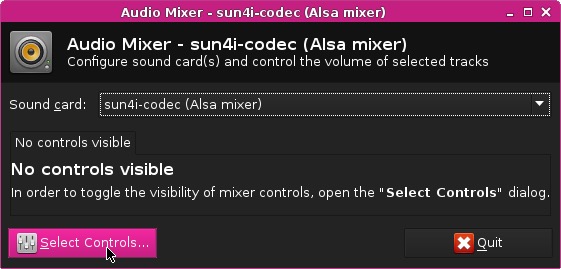 Audio Mixer - sun4i-codec (Alsa mixer)
Audio Mixer - sun4i-codec (Alsa mixer)
Configure sound card(s) and control the volume of selected tracks
Sound card: sun4i-codec (Alsa mixer)
No controls visible
No controls visible
In order to toggle the visibility of mixer controls, open the "Select Controls" dialog.
Select Controls... Quit